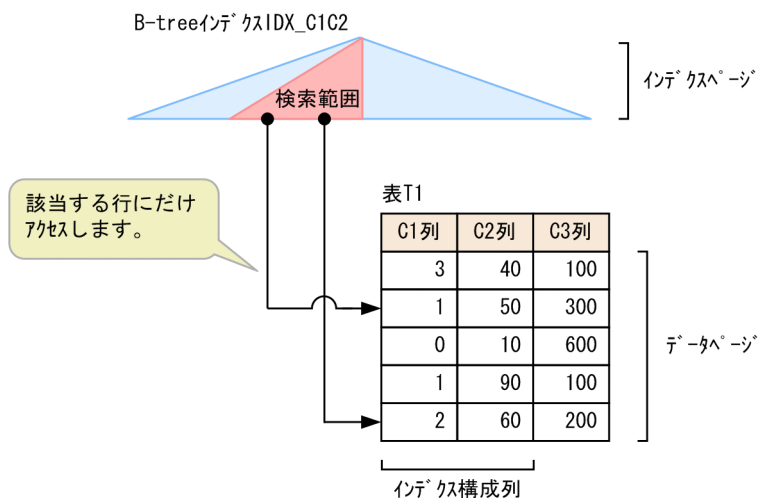 B-treeｲﾝﾃﾞｸｽIDX_C1C2
ｲﾝﾃﾞｸｽﾍﾟｰｼﾞ
検索範囲
該当する行にだけ
ｱｸｾｽします。
表T1
C1列 C2列 C3列
3 40 100
1 50 300
0 10 600
1 90 100
2 60 200
ﾃﾞｰﾀﾍﾟｰｼﾞ
ｲﾝﾃﾞｸｽ構成列